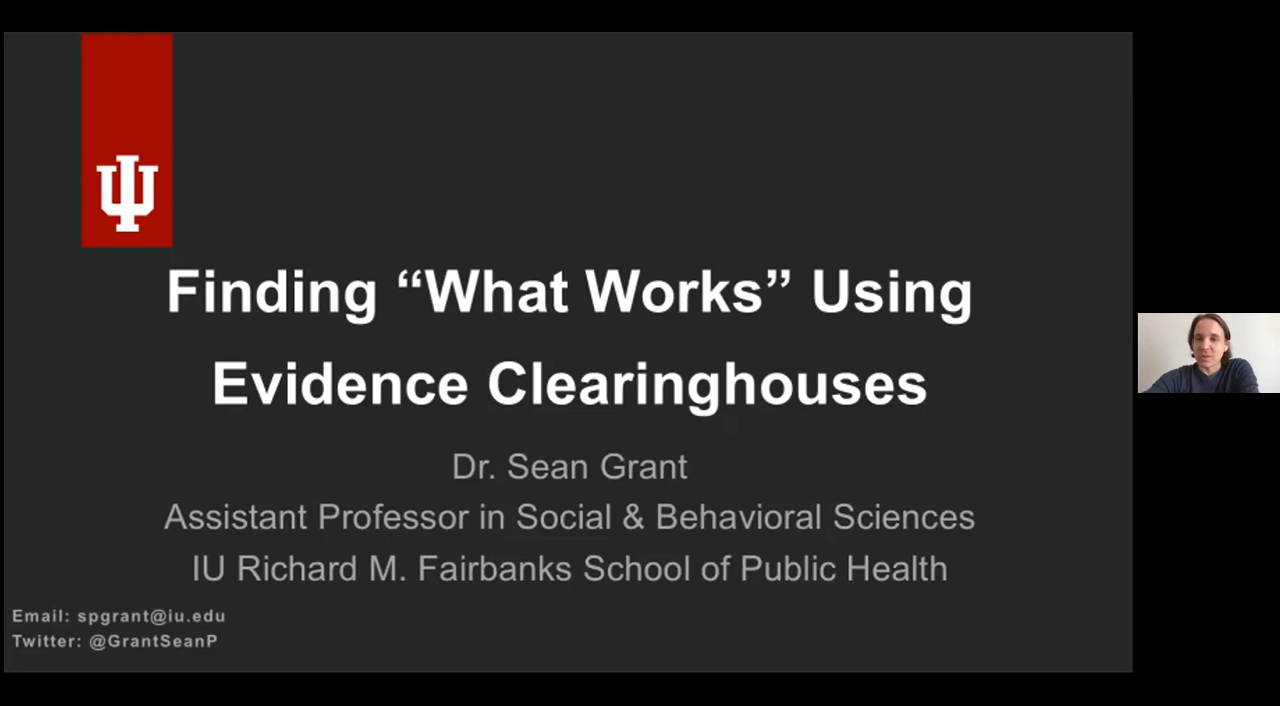 Finding “What Works” Using
Evidence Clearinghouses
Dr. Sean Grant
Assistant Professor in Social & Behavioral Sciences
IU Richard M. Fairbanks School of Public Health
Email: spgrant@iu.edu
Twitter: @GrantSeanP